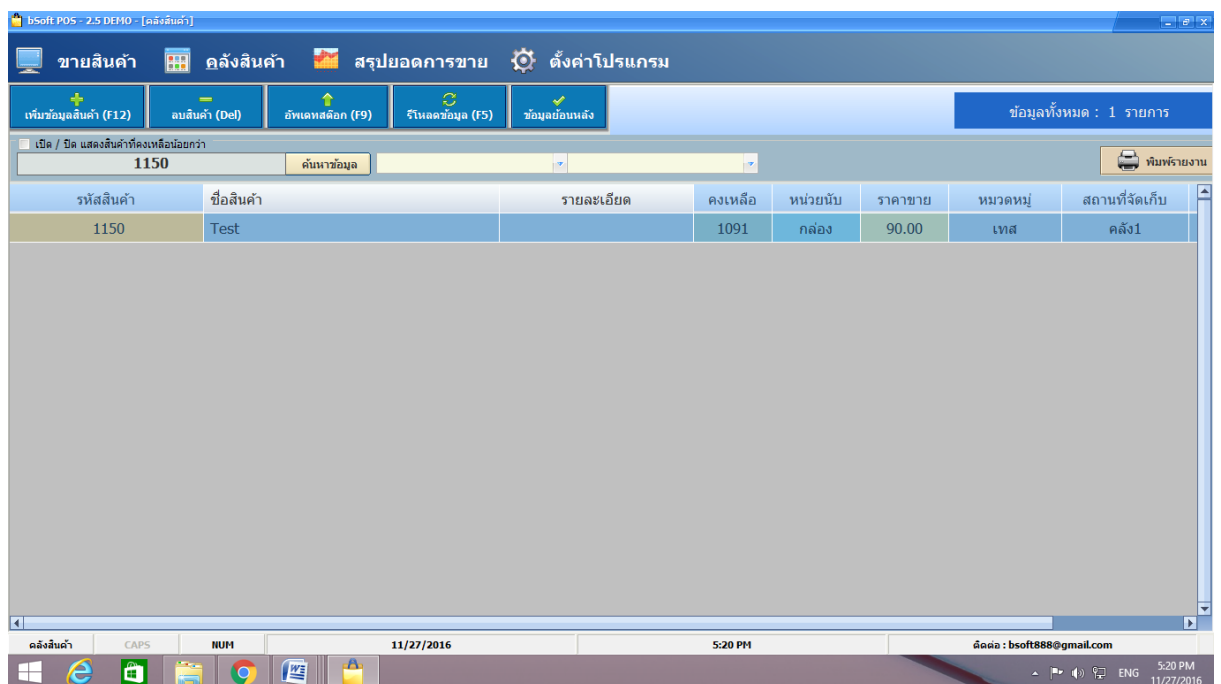 bSoft POS - 2.5 DEMO - [คลังสินค้า]
ขายสินค้า คลังสินค้า สรุปยอดการขาย ตั้งค่าโปรแกรม
เพิ่มข้อมูลสินค้า (F12) ลบสินค้า (Del) อัพเดทสต๊อก (F9) รีโหลดข้อมูล (F5) ข้อมูลย้อนหลัง ข้อมูลทั้งหมด : 1 รายการ
เปิด / ปิด แสดงสินค้าที่คงเหลือน้อยกว่า
1150 ค้นหาข้อมูล พิมพ์รายงาน
รหัสสินค้า ชื่อสินค้า รายละเอียด คงเหลือ หน่วยนับ ราคาขาย หมวดหมู่ สถานที่จัดเก็บ
1150 Test 1091 กล่อง 90.00 เทส คลัง1
คลังสินค้า CAPS NUM 11/27/2016 5:20 PM ติดต่อ : bsoft888@gmail.com
ENG 5:20 PM
11/27/2016